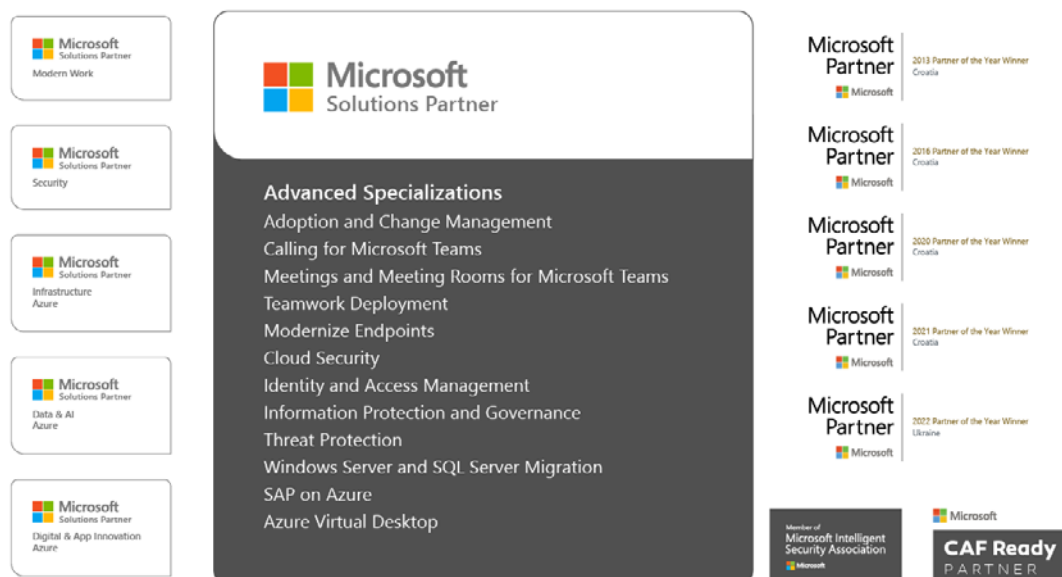 Microsoft
Solutions Partner
Modern Work
Microsoft
Solutions Partner
Security
Microsoft
Solutions Partner
Infrastructure
Azure
Microsoft
Solutions Partner
Data & AI
Azure
Microsoft
Solutions Partner
Digital & App Innovation
Azure
Microsoft
Solutions Partner
Advanced Specializations
Adoption and Change Management
Calling for Microsoft Teams
Meetings and Meeting Rooms for Microsoft Teams
Teamwork Deployment
Modernize Endpoints
Cloud Security
Identity and Access Management
Information Protection and Governance
Threat Protection
Windows Server and SQL Server Migration
SAP on Azure
Azure Virtual Desktop
Microsoft
Partner
Microsoft
2013 Partner of the Year Winner
Croatia
Microsoft
Partner
Microsoft
2016 Partner of the Year Winner
Croatia
Microsoft
Partner
Microsoft
2020 Partner of the Year Winner
Croatia
Microsoft
Partner
Microsoft
2021 Partner of the Year Winner
Croatia
Microsoft
Partner
Microsoft
2022 Partner of the Year Winner
Ukraine
Member of
Microsoft Intelligent
Security Association
Microsoft
Microsoft
CAF Ready
PARTNER